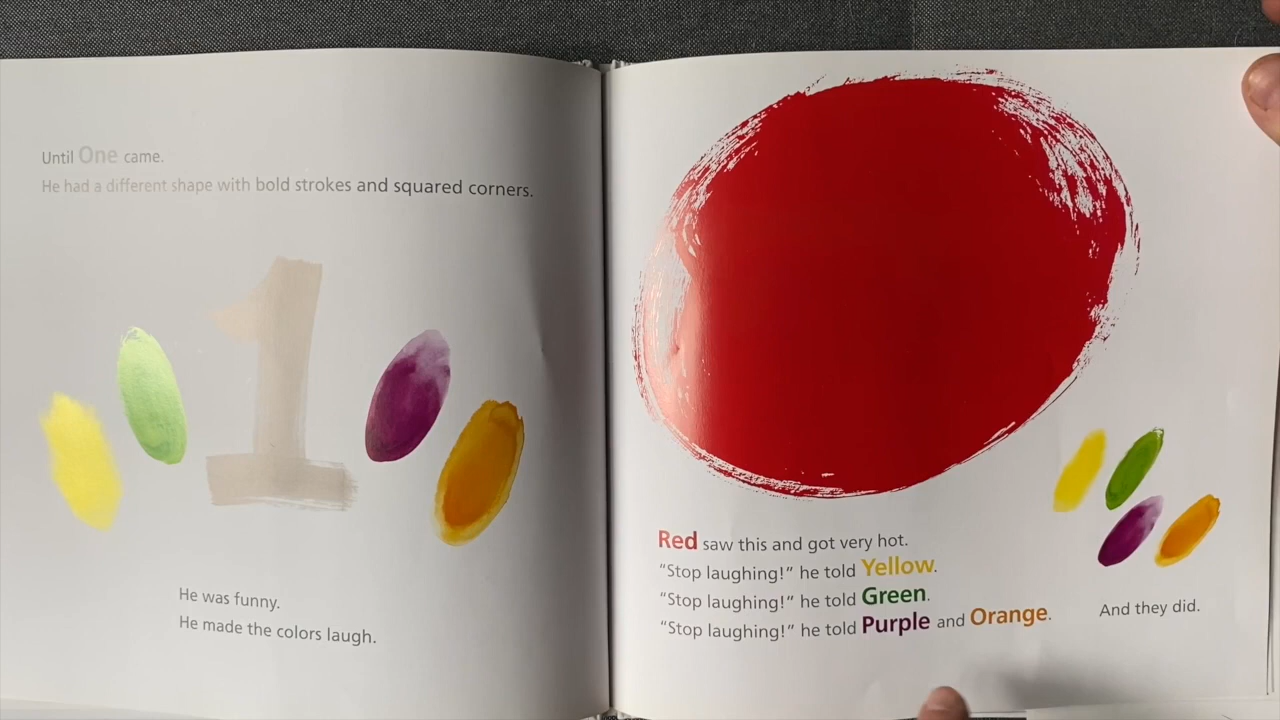 Until One came.
He had a different shape with bold strokes and squared corners.
1
He was funny.
He made the colors laugh.
Red saw this and got very hot.
“Stop laughing!” he told Yellow.
“Stop laughing!” he told Green.
“Stop laughing!” he told Purple and Orange.
And they did.